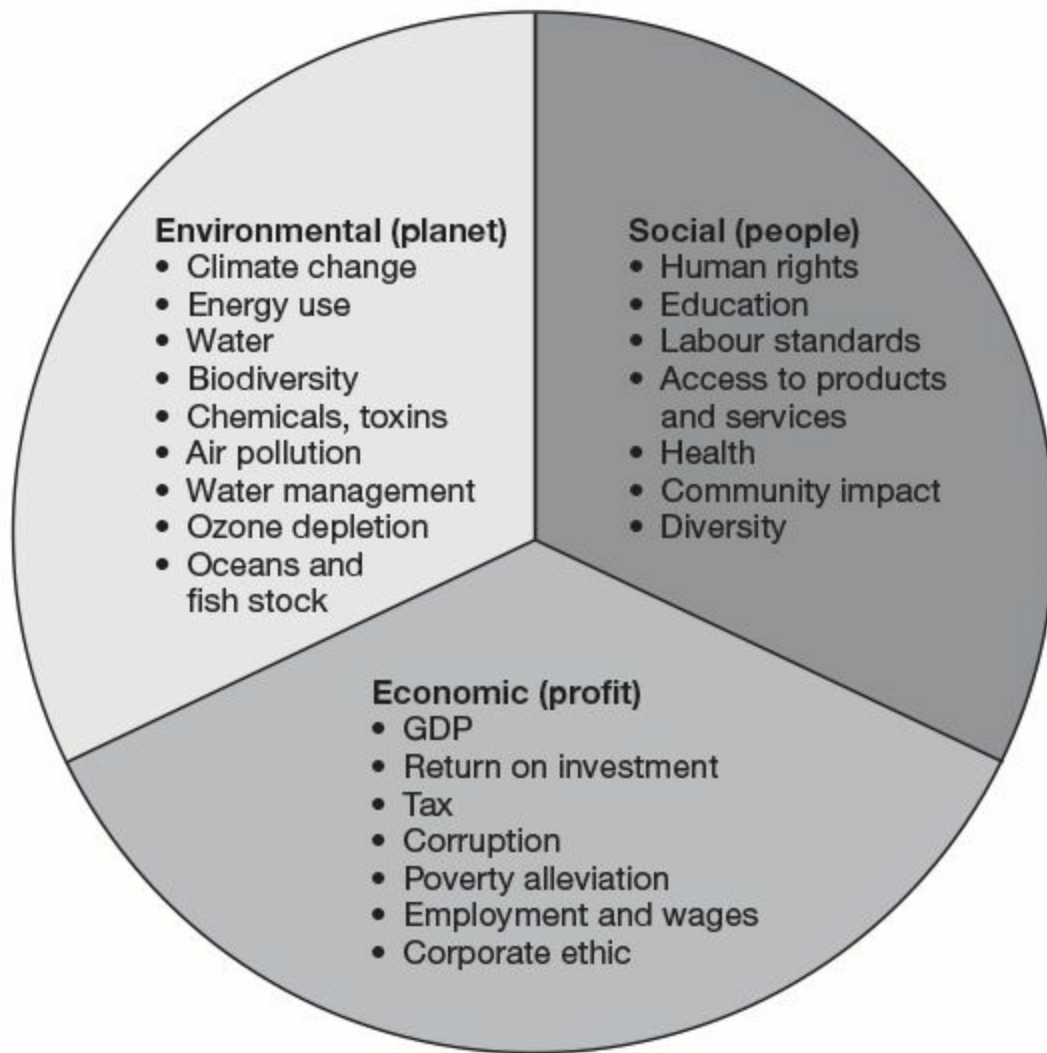 Environmental (planet)
• Climate change
• Energy use
• Water
• Biodiversity
• Chemicals, toxins
• Air pollution
• Water management
• Ozone depletion
• Oceans and
fish stock
Social (people)
• Human rights
• Education
• Labour standards
• Access to products
and services
• Health
• Community impact
• Diversity
Economic (profit)
• GDP
• Return on investment
• Tax
• Corruption
• Poverty alleviation
• Employment and wages
• Corporate ethic